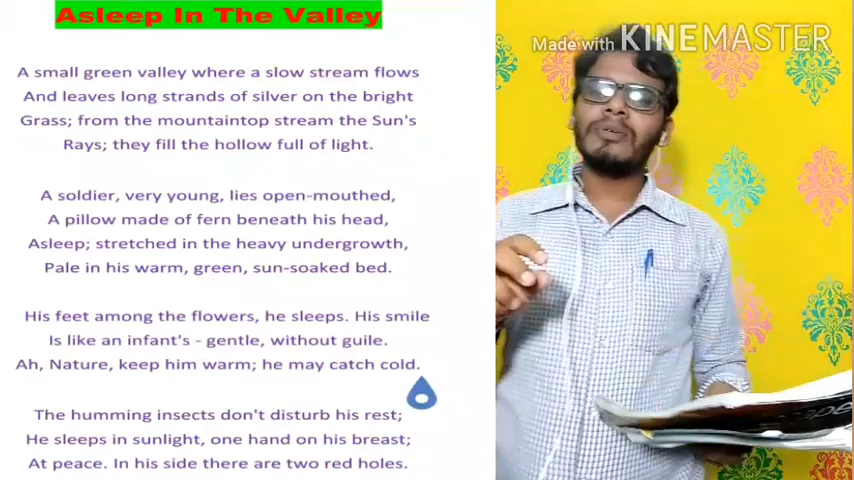 Asleep In The Valley
Made with KINEMASTER
A small green valley where a slow stream flows
And leaves long strands of silver on the bright
Grass; from the mountaintop stream the Sun's
Rays; they fill the hollow full of light.
A soldier, very young, lies open-mouthed,
A pillow made of fern beneath his head,
Asleep; stretched in the heavy undergrowth,
Pale in his warm, green, sun-soaked bed.
His feet among the flowers, he sleeps. His smile
Is like an infant's - gentle, without guile.
Ah, Nature, keep him warm; he may catch cold.
The humming insects don't disturb his rest;
He sleeps in sunlight, one hand on his breast;
At peace. In his side there are two red holes.